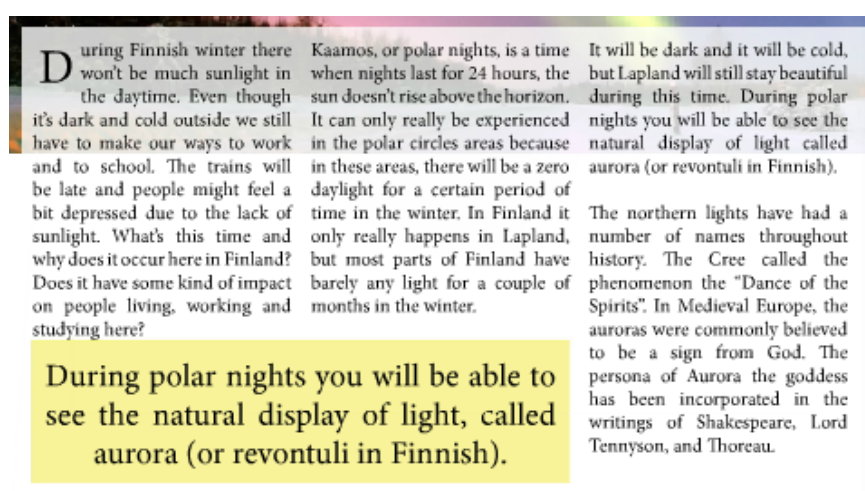 During Finnish winter there
won't be much sunlight in
the daytime. Even though
it's dark and cold outside we still
have to make our ways to work
and to school. The trains will
be late and people might feel a
bit depressed due to the lack of
sunlight. What's this time and
why does it occur here in Finland?
Does it have some kind of impact
on people living, working and
studying here?
Kaamos, or polar nights, is a time
when nights last for 24 hours, the
sun doesn't rise above the horizon.
It can only really be experienced
in the polar circles areas because
in these areas, there will be a zero
daylight for a certain period of
time in the winter. In Finland it
only really happens in Lapland,
but most parts of Finland have
barely any light for a couple of
months in the winter.
During polar nights you will be able to
see the natural display of light, called
aurora (or revontuli in Finnish).
It will be dark and it will be cold,
but Lapland will still stay beautiful
during this time. During polar
nights you will be able to see the
natural display of light called
aurora (or revontuli in Finnish).
The northern lights have had a
number of names throughout
history. The Cree called the
phenomenon the “Dance of the
Spirits”. In Medieval Europe, the
auroras were commonly believed
to be a sign from God. The
persona of Aurora the goddess
has been incorporated in the
writings of Shakespeare, Lord
Tennyson, and Thoreau.